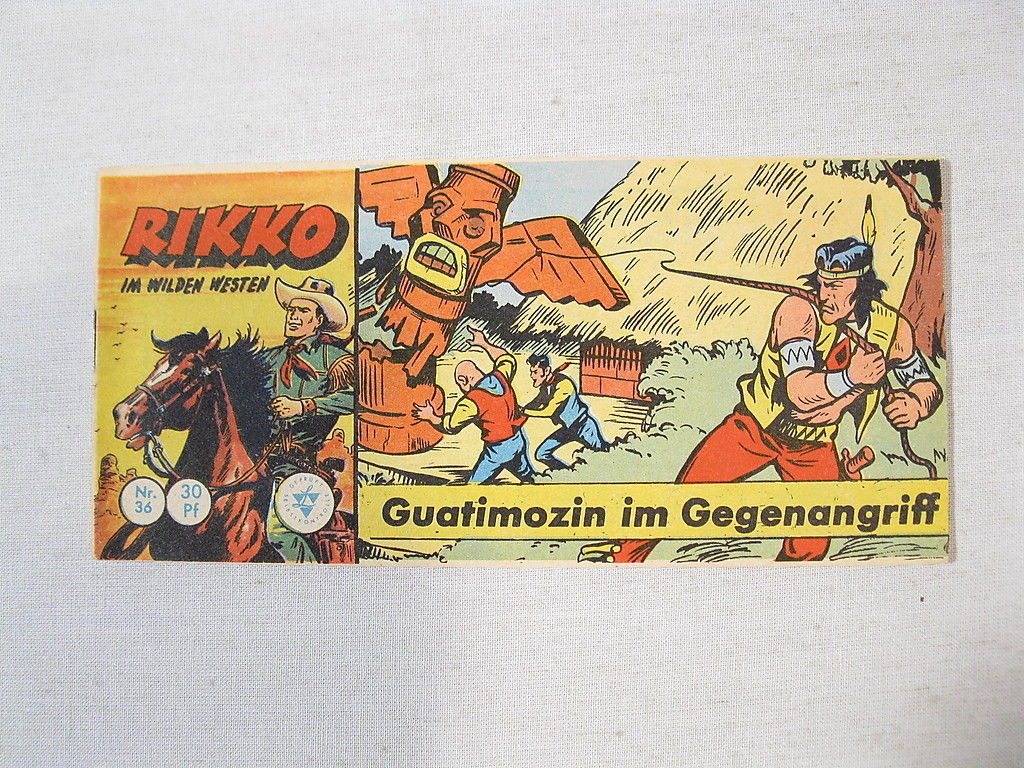 RIKKO
IM WILDEN WESTEN
Nr. 36
30 Pf
Guatimozin im Gegenangriff